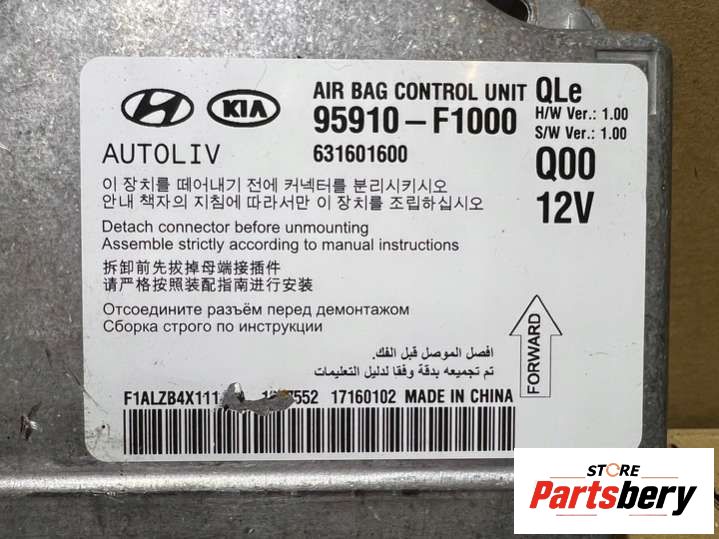 KIA
AIR BAG CONTROL UNIT QLe
95910-F1000
H/W Ver.: 1.00
S/W Ver.: 1.00
AUTOLIV
631601600
Q00
12V
이 장치를 떼어내기 전에 커넥터를 분리시키시오
안내 책자의 지침에 따라서만 이 장치를 조립하십시오
Detach connector before unmounting
Assemble strictly according to manual instructions
拆卸前先拔掉母端接插件
请严格按照装配指南进行安装
Отсоедините разъём перед демонтажом
Сборка строго по инструкции
افصل الموصل قبل الفك.
تم تجميعه بدقة وفقا لدليل التعليمات
FORWARD
F1ALZB4X111 552 17160102 MADE IN CHINA
STORE
Partsbery